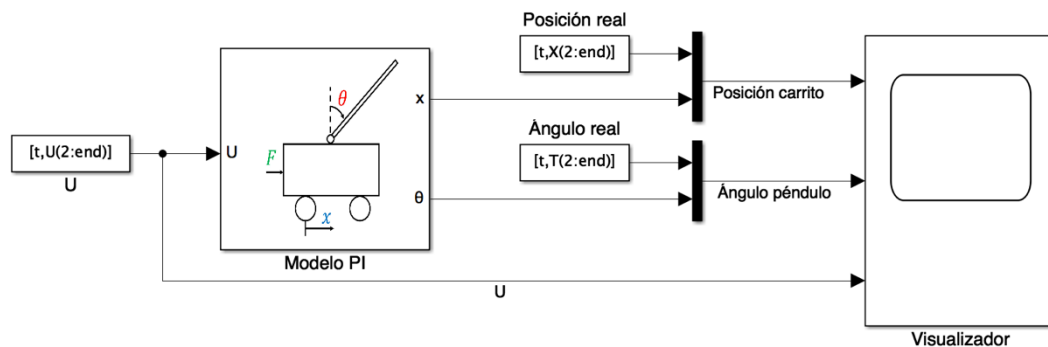 Posición real
[t,X(2:end)]
Posición carrito
Ángulo real
[t,T(2:end)]
Ángulo péndulo
[t,U(2:end)]
U
U
θ
F
x
x
θ
Modelo PI
U
Visualizador